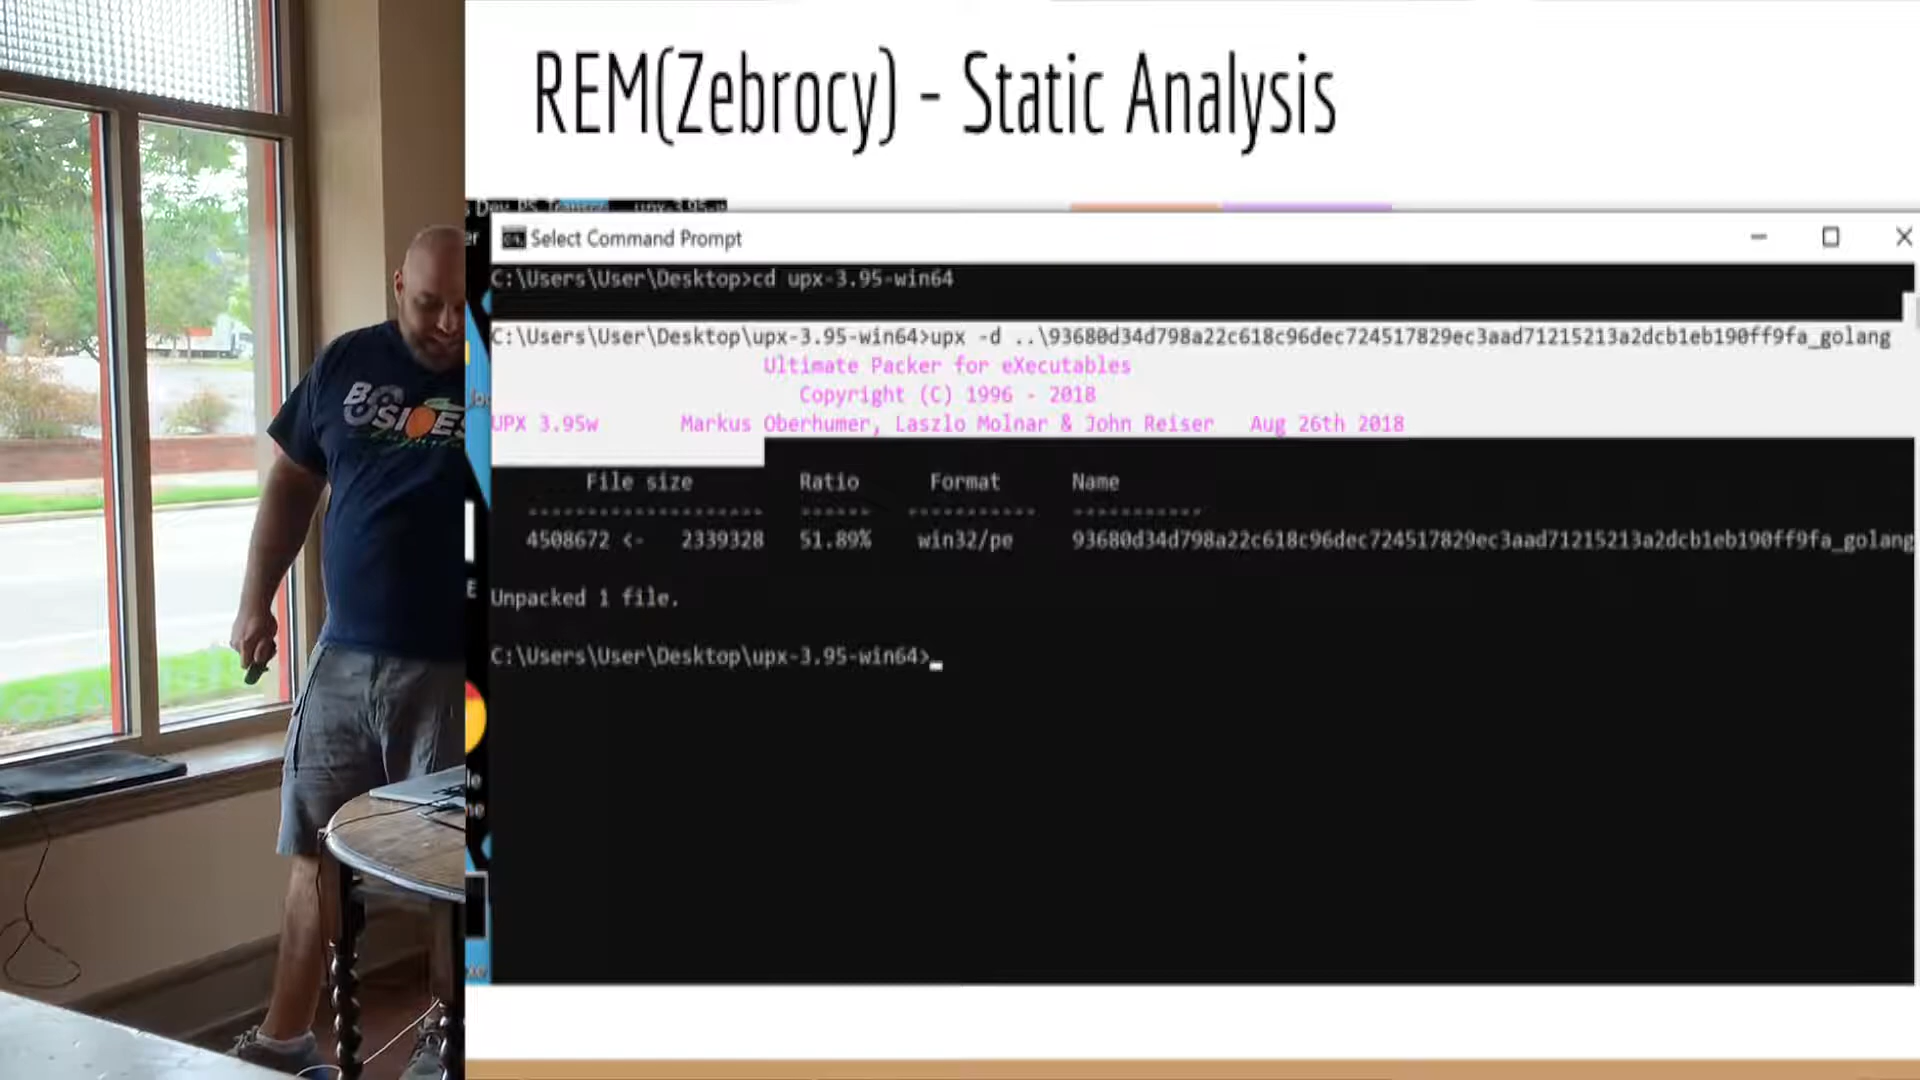 REM(Zebrocy) - Static Analysis
Select Command Prompt
C:\Users\User\Desktop>cd upx-3.95-win64
C:\Users\User\Desktop\upx-3.95-win64>upx -d ..\93680d34d798a22c618c96dec724517829ec3aad71215213a2dcb1eb190ff9fa_golang
Ultimate Packer for eXecutables
Copyright (C) 1996 - 2018
UPX 3.95w Markus Oberhumer, Laszlo Molnar & John Reiser Aug 26th 2018
File size Ratio Format Name
-------------------- ------ ----------- -----------
4508672 <- 2339328 51.89% win32/pe 93680d34d798a22c618c96dec724517829ec3aad71215213a2dcb1eb190ff9fa_golang
Unpacked 1 file.
C:\Users\User\Desktop\upx-3.95-win64>_
BSIDES